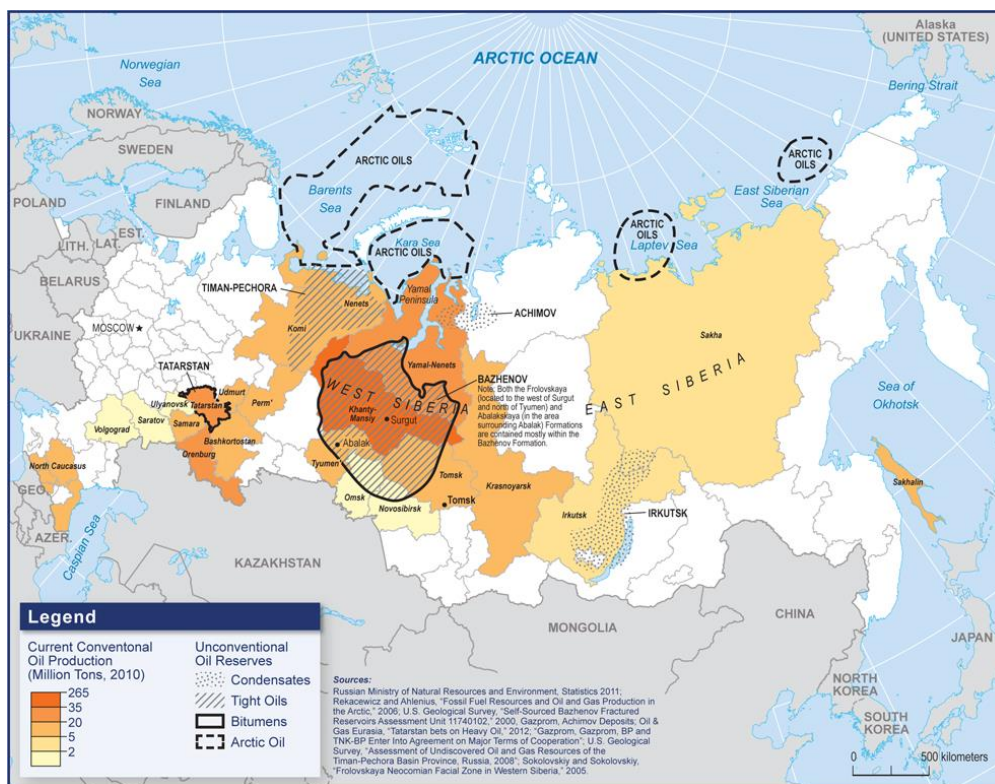 Alaska
(UNITED STATES)
ARCTIC OCEAN
Norwegian
Sea
Bering Strait
NORWAY
SWEDEN
FINLAND
POLAND
EST.
LAT.
LITH.
BELARUS
UKRAINE
ARCTIC OILS
Barents
Sea
ARCTIC
OILS
East Siberian
Sea
Kara Sea
ARCTIC OILS
ARCTIC
OILS
Laptev Sea
TIMAN-PECHORA
Nenets
Yamal
Peninsula
ACHIMOV
MOSCOW
Komi
Sakha
Yamal-Nenets
TATARSTAN
Udmurt
Ulyanovsk
Tatarstan
Perm'
Saratov
Samara
Volgograd
Bashkortostan
Orenburg
WEST SIBERIA
BAZHENOV
Note: Both the Frolovskaya
(located to the west of Surgut
and north of Tyumen) and
Abalakskaya (in the area
surrounding Abalak) Formations
are contained mostly within the
Bazhenov Formation.
EAST SIBERIA
Khanty-
Mansiy
Surgut
Abalak
Tyumen
Tomsk
Omsk
Novosibirsk
Tomsk
Krasnoyarsk
Irkutsk
IRKUTSK
Sea of
Okhotsk
Sakhalin
North Caucasus
GEO.
AZER.
Caspian Sea
KAZAKHSTAN
MONGOLIA
CHINA
JAPAN
NORTH
KOREA
SOUTH
KOREA
Legend
Current Conventonal
Oil Production
(Million Tons, 2010)
265
35
20
5
2
Unconventional
Oil Reserves
Condensates
Tight Oils
Bitumens
Arctic Oil
Sources:
Russian Ministry of Natural Resources and Environment, Statistics 2011;
Rekacewicz and Ahlenius, "Fossil Fuel Resources and Oil and Gas Production in
the Arctic," 2006; U.S. Geological Survey, "Self-Sourced Bazhenov Fractured
Reservoirs Assessment Unit 11740102," 2000, Gazprom, Achimov Deposits; Oil &
Gas Eurasia, "Tatarstan bets on Heavy Oil," 2012; "Gazprom, Gazprom, BP and
TNK-BP Enter Into Agreement on Major Terms of Cooperation"; U.S. Geological
Survey, "Assessment of Undiscovered Oil and Gas Resources of the
Timan-Pechora Basin Province, Russia, 2008"; Sokolovskiy and Sokolovskiy,
"Frolovskaya Neocomian Facial Zone in Western Siberia," 2005.
0 500 kilometers